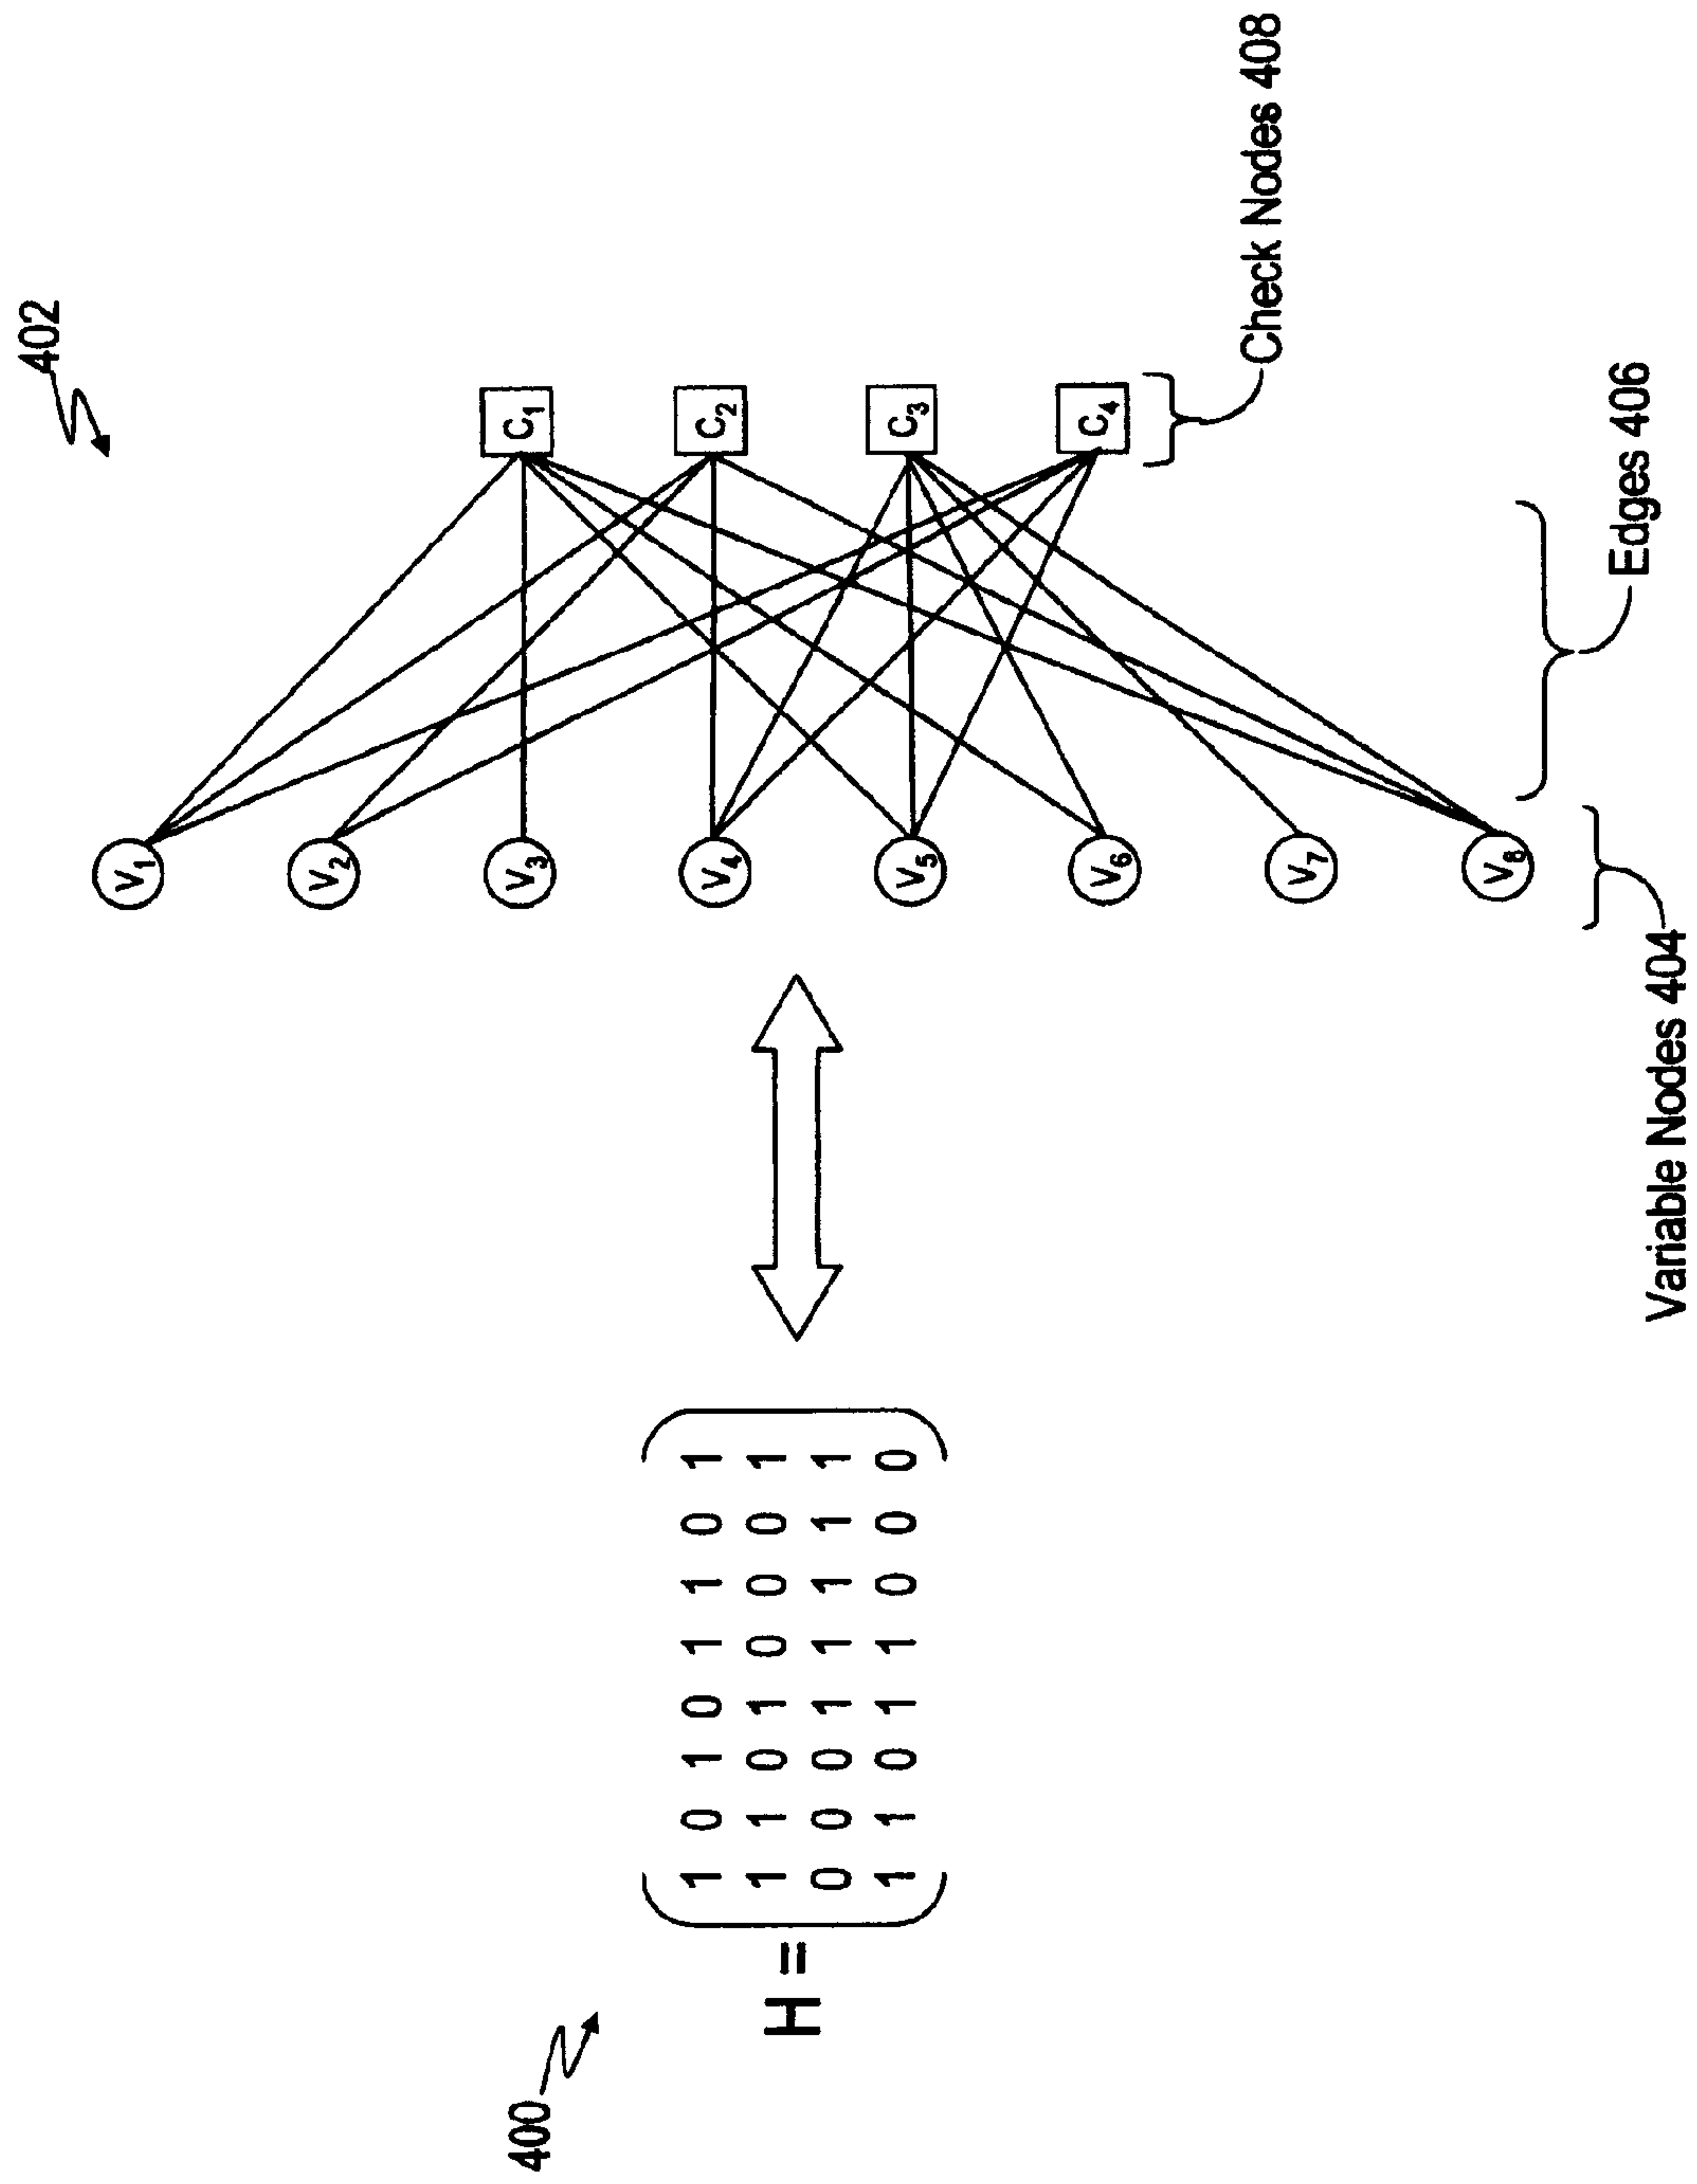 400
H =
1 0 1 0 1 1 0 1
1 1 0 1 0 0 0 1
0 0 0 1 1 1 1 1
1 1 0 1 1 0 0 0
402
V1
V2
V3
V4
V5
V6
V7
V8
C1
C2
C3
C4
Variable Nodes 404
Edges 406
Check Nodes 408